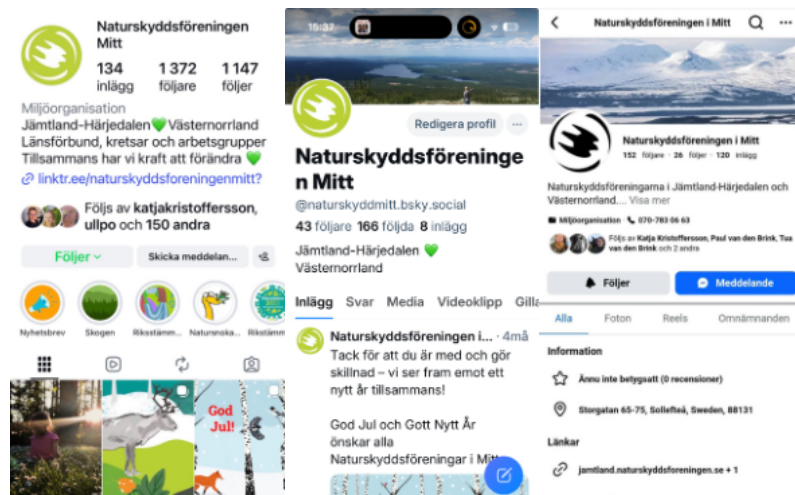 Naturskyddsföreningen
Mitt
134
1 372
1 147
inlägg
följare
följer
Miljöorganisation
Jämtland-Härjedalen💚Västernorrland
Länsförbund, kretsar och arbetsgrupper
Tillsammans har vi kraft att förändra 💚
linktr.ee/naturskyddsforeningenmitt?
Följs av katjakristoffersson,
ullpo och 150 andra
Följer
Skicka meddelan...
Nyhetsbrev
Skogen
Riksstämm...
Riksstämm
God
Jul!
15:37
Redigera profil
Naturskyddsföreninge
n Mitt
@naturskyddmitt.bsky.social
43 följare 166 följda 8 inlägg
Jämtland-Härjedalen 💚
Västernorrland
Inlägg Svar Media Videoklipp Gilla
Naturskyddsföreningen i... · 4må
Tack för att du är med och gör
skillnad – vi ser fram emot ett
nytt år tillsammans!
God Jul och Gott Nytt År
önskar alla
Naturskyddsföreningar i Mitt
Naturskyddsföreningen i Mitt
Naturskyddsföreningen i Mitt
152 följare · 26 följer · 120 inlägg
Naturskyddsföreningarna i Jämtland-Härjedalen och
Västernorrland.... Visa mer
Miljöorganisation 070-783 06 63
Följs av Katja Kristoffersson, Paul van den Brink, Tua
van den Brink och 2 andra
Följer
Meddelande
Alla Foton Reels Omnämnanden
Information
Ännu inte betygsatt (0 recensioner)
Storgatan 65-75, Sollefteå, Sweden, 88131
Länkar
jamtland.naturskyddsforeningen.se + 1